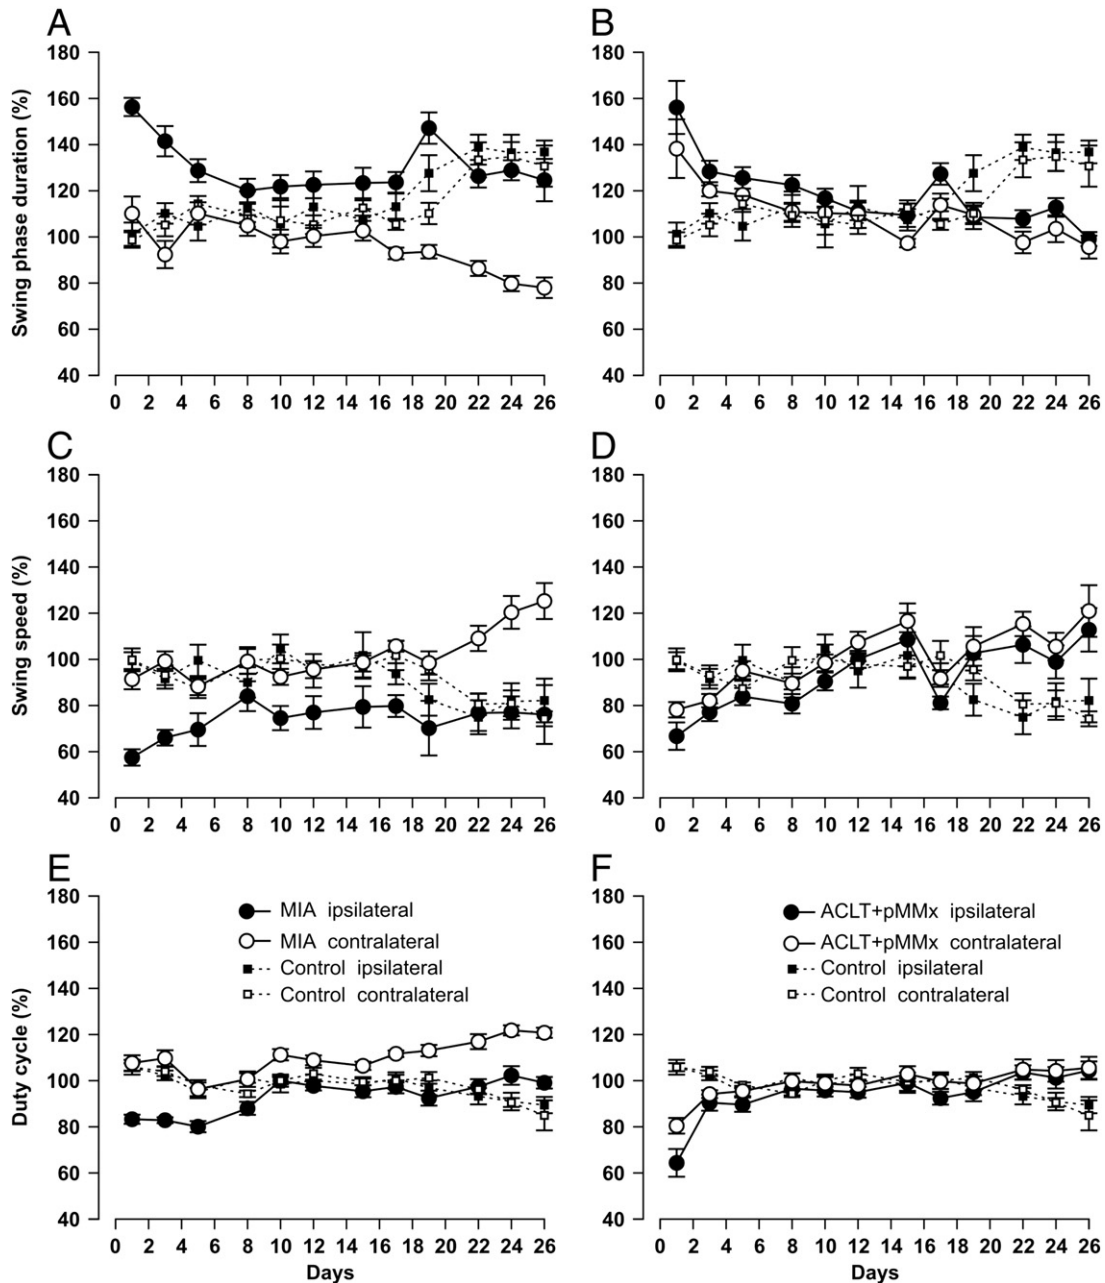 A
B
180
160
140
120
100
80
60
40
Swing phase duration (%)
0 2 4 6 8 10 12 14 16 18 20 22 24 26
180
160
140
120
100
80
60
40
0 2 4 6 8 10 12 14 16 18 20 22 24 26
C
D
180
160
140
120
100
80
60
40
Swing speed (%)
0 2 4 6 8 10 12 14 16 18 20 22 24 26
180
160
140
120
100
80
60
40
0 2 4 6 8 10 12 14 16 18 20 22 24 26
E
F
180
160
140
120
100
80
60
40
Duty cycle (%)
MIA ipsilateral
MIA contralateral
Control ipsilateral
Control contralateral
0 2 4 6 8 10 12 14 16 18 20 22 24 26
Days
180
160
140
120
100
80
60
40
ACLT+pMMx ipsilateral
ACLT+pMMx contralateral
Control ipsilateral
Control contralateral
0 2 4 6 8 10 12 14 16 18 20 22 24 26
Days